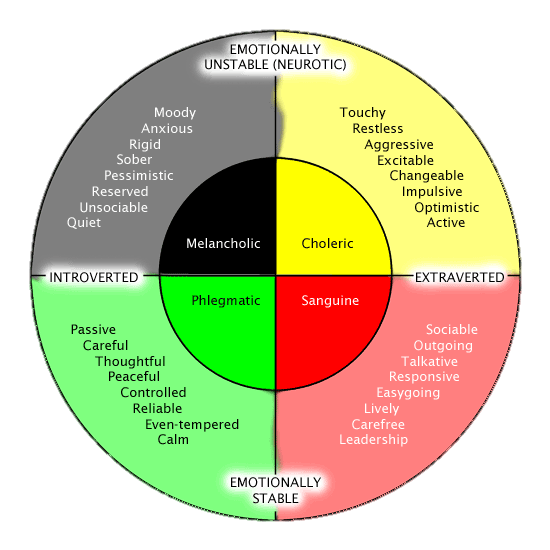 EMOTIONALLY
UNSTABLE (NEUROTIC)
Moody
Anxious
Rigid
Sober
Pessimistic
Reserved
Unsociable
Quiet
Touchy
Restless
Aggressive
Excitable
Changeable
Impulsive
Optimistic
Active
Melancholic
Choleric
INTROVERTED
EXTRAVERTED
Phlegmatic
Sanguine
Passive
Careful
Thoughtful
Peaceful
Controlled
Reliable
Even-tempered
Calm
Sociable
Outgoing
Talkative
Responsive
Easygoing
Lively
Carefree
Leadership
EMOTIONALLY
STABLE